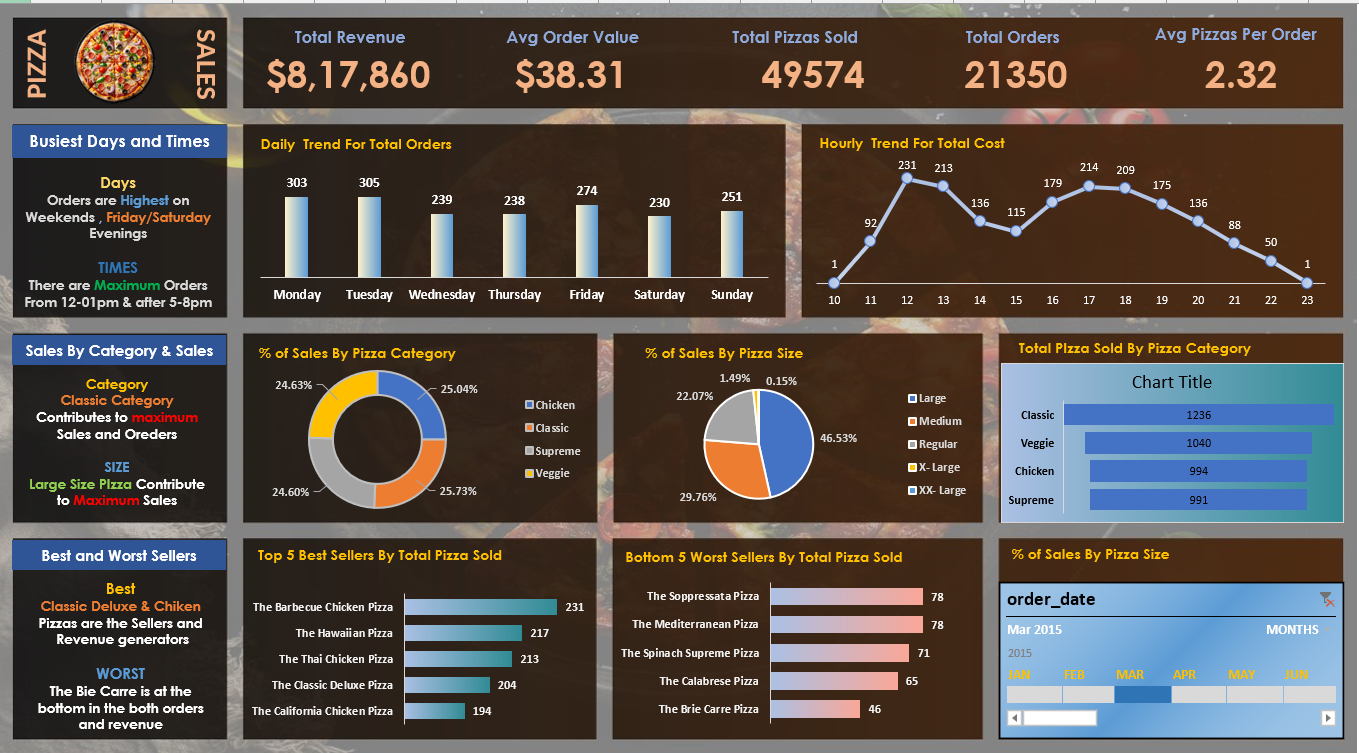 PIZZA
SALES
Total Revenue
$8,17,860
Avg Order Value
$38.31
Total Pizzas Sold
49574
Total Orders
21350
Avg Pizzas Per Order
2.32
Busiest Days and Times
Days
Orders are Highest on
Weekends , Friday/Saturday
Evenings
TIMES
There are Maximum Orders
From 12-01pm & after 5-8pm
Daily Trend For Total Orders
303
305
239
238
274
230
251
Monday
Tuesday
Wednesday
Thursday
Friday
Saturday
Sunday
Hourly Trend For Total Cost
1
92
231
213
136
115
179
214
209
175
136
88
50
1
10
11
12
13
14
15
16
17
18
19
20
21
22
23
Sales By Category & Sales
Category
Classic Category
Contributes to maximum
Sales and Oreders
SIZE
Large Size PIzza Contribute
to Maximum Sales
% of Sales By Pizza Category
24.63%
25.04%
24.60%
25.73%
Chicken
Classic
Supreme
Veggie
% of Sales By Pizza Size
1.49%
0.15%
22.07%
46.53%
29.76%
Large
Medium
Regular
X- Large
XX- Large
Total PIzza Sold By Pizza Category
Chart Title
Classic 1236
Veggie 1040
Chicken 994
Supreme 991
Best and Worst Sellers
Best
Classic Deluxe & Chiken
Pizzas are the Sellers and
Revenue generators
WORST
The Bie Carre is at the
bottom in the both orders
and revenue
Top 5 Best Sellers By Total Pizza Sold
The Barbecue Chicken Pizza 231
The Hawaiian Pizza 217
The Thai Chicken Pizza 213
The Classic Deluxe Pizza 204
The California Chicken Pizza 194
Bottom 5 Worst Sellers By Total Pizza Sold
The Soppressata Pizza 78
The Mediterranean Pizza 78
The Spinach Supreme Pizza 71
The Calabrese Pizza 65
The Brie Carre Pizza 46
% of Sales By Pizza Size
order_date
Mar 2015 MONTHS
2015
JAN FEB MAR APR MAY JUN